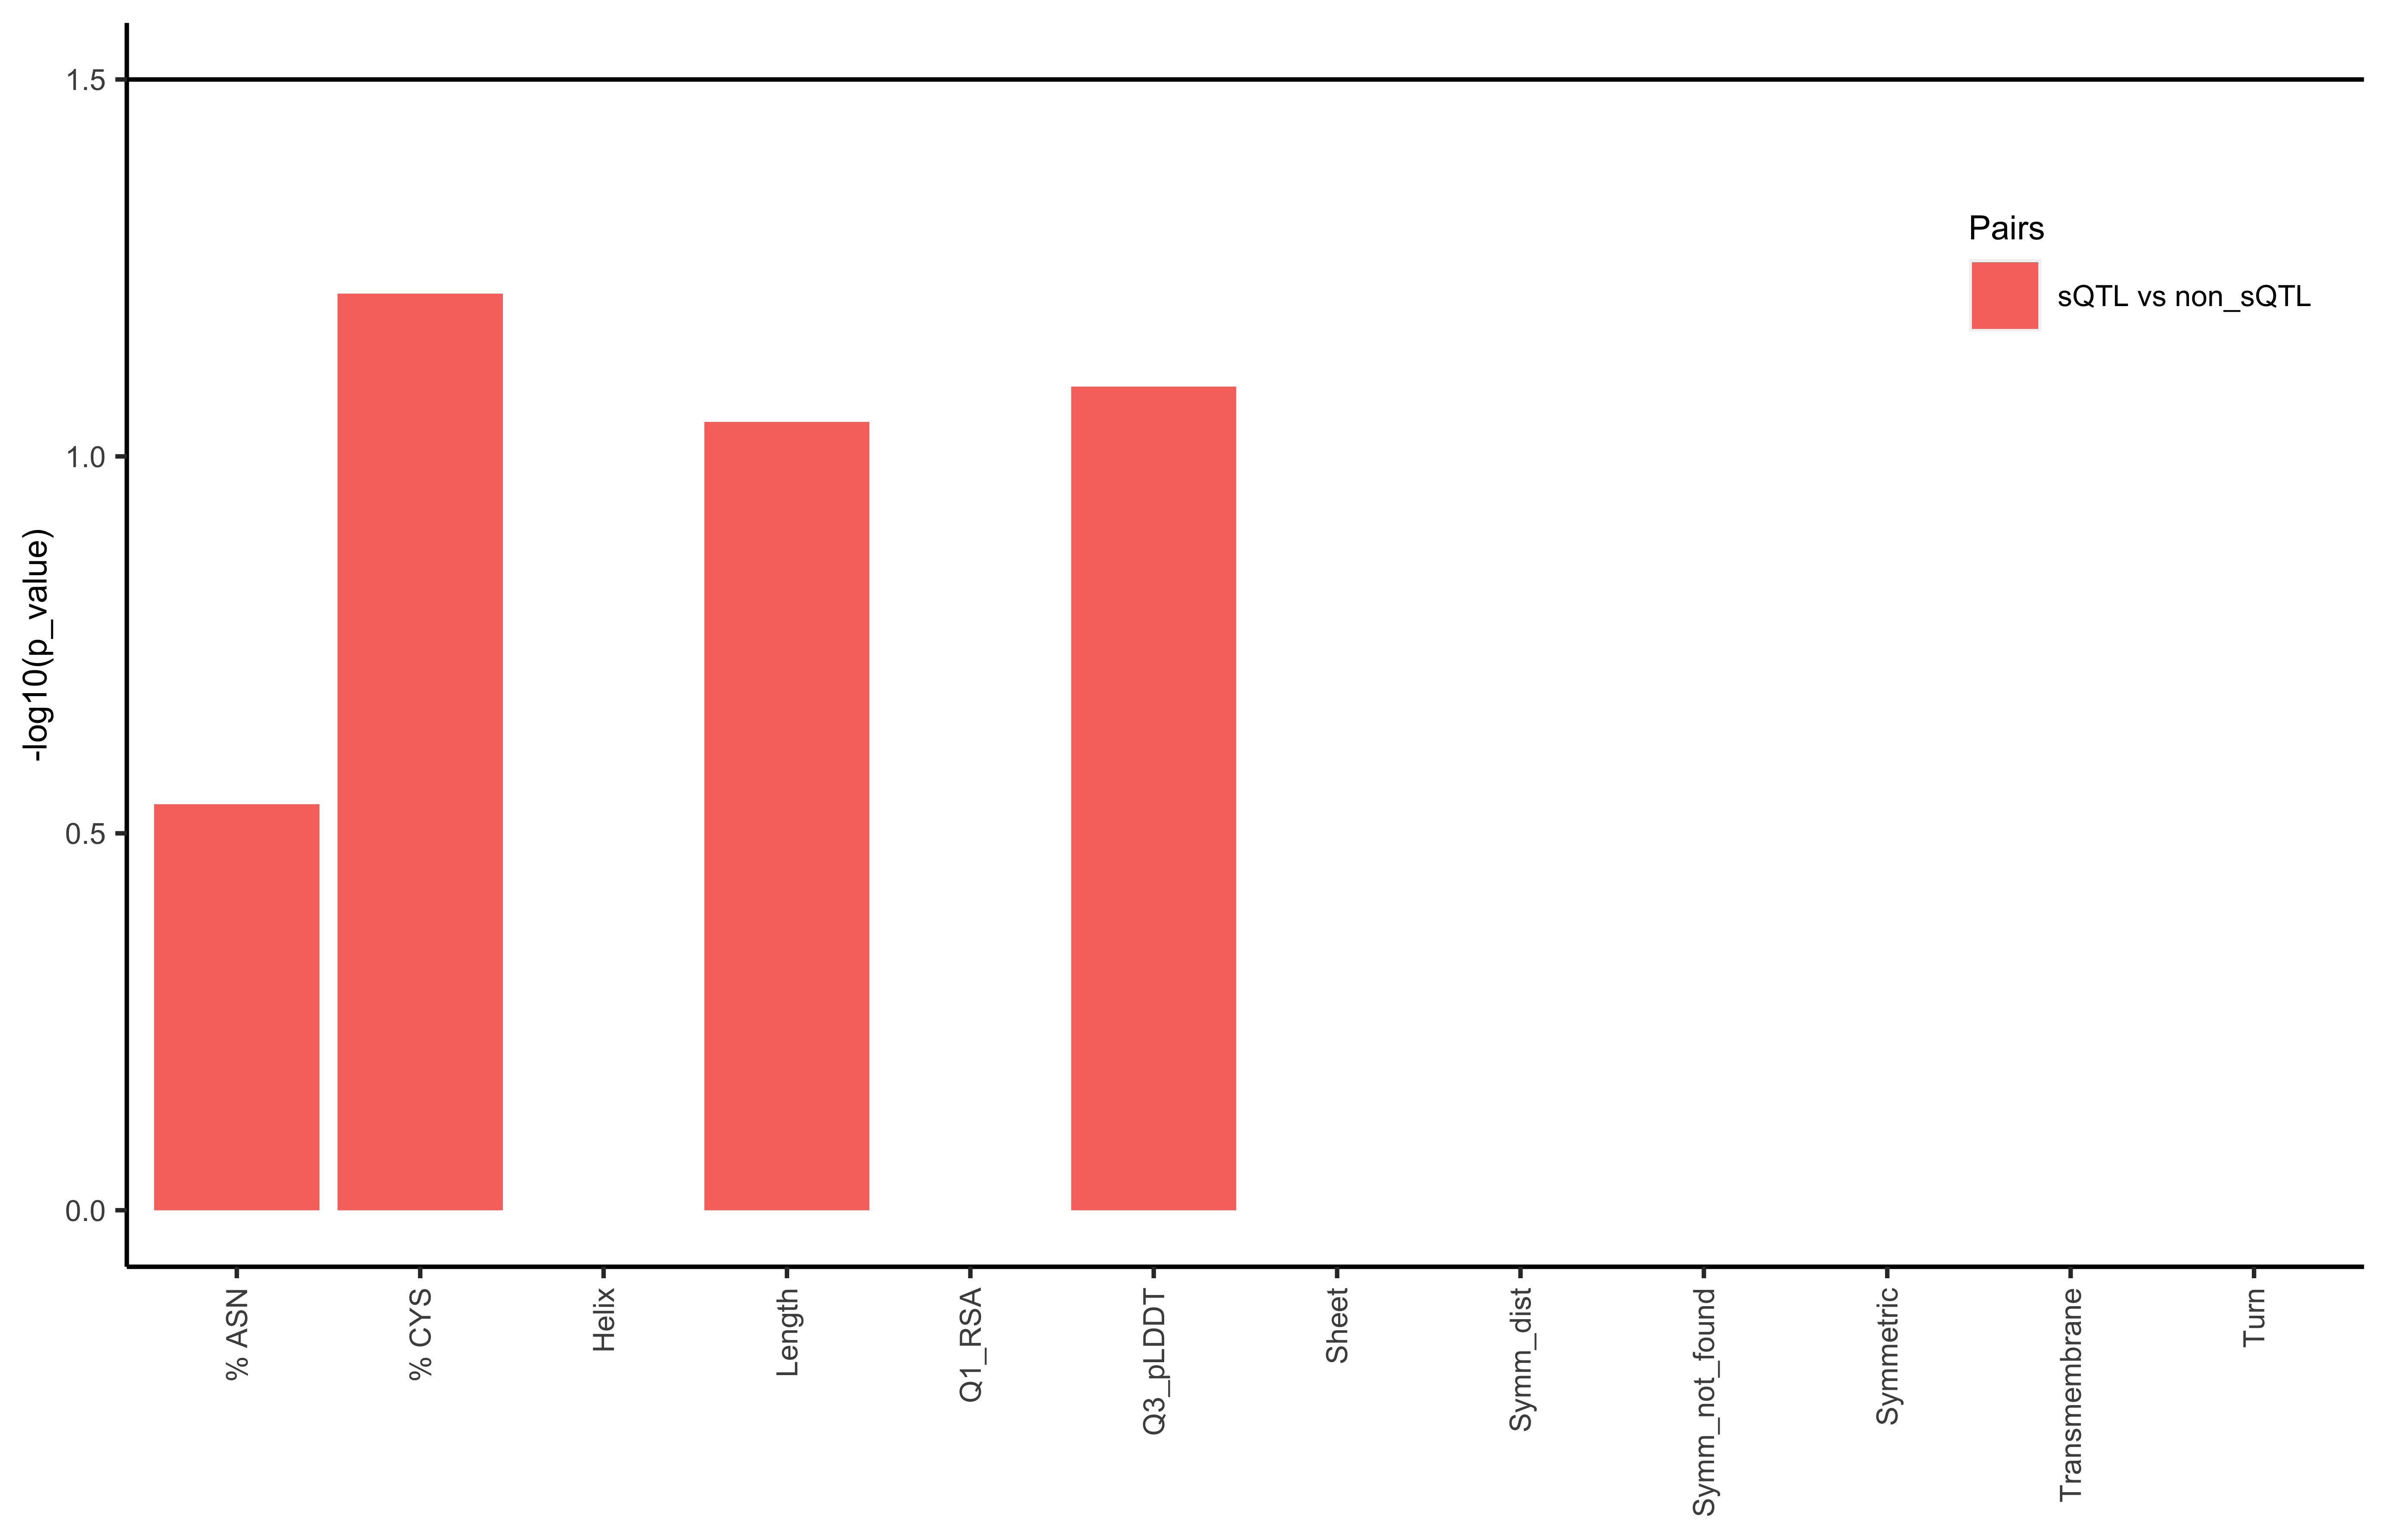 -log10(p_value)
1.5
1.0
0.5
0.0
Pairs
sQTL vs non_sQTL
% ASN
% CYS
Helix
Length
Q1_RSA
Q3_pLDDT
Sheet
Symm_dist
Symm_not_found
Symmetric
Transmembrane
Turn